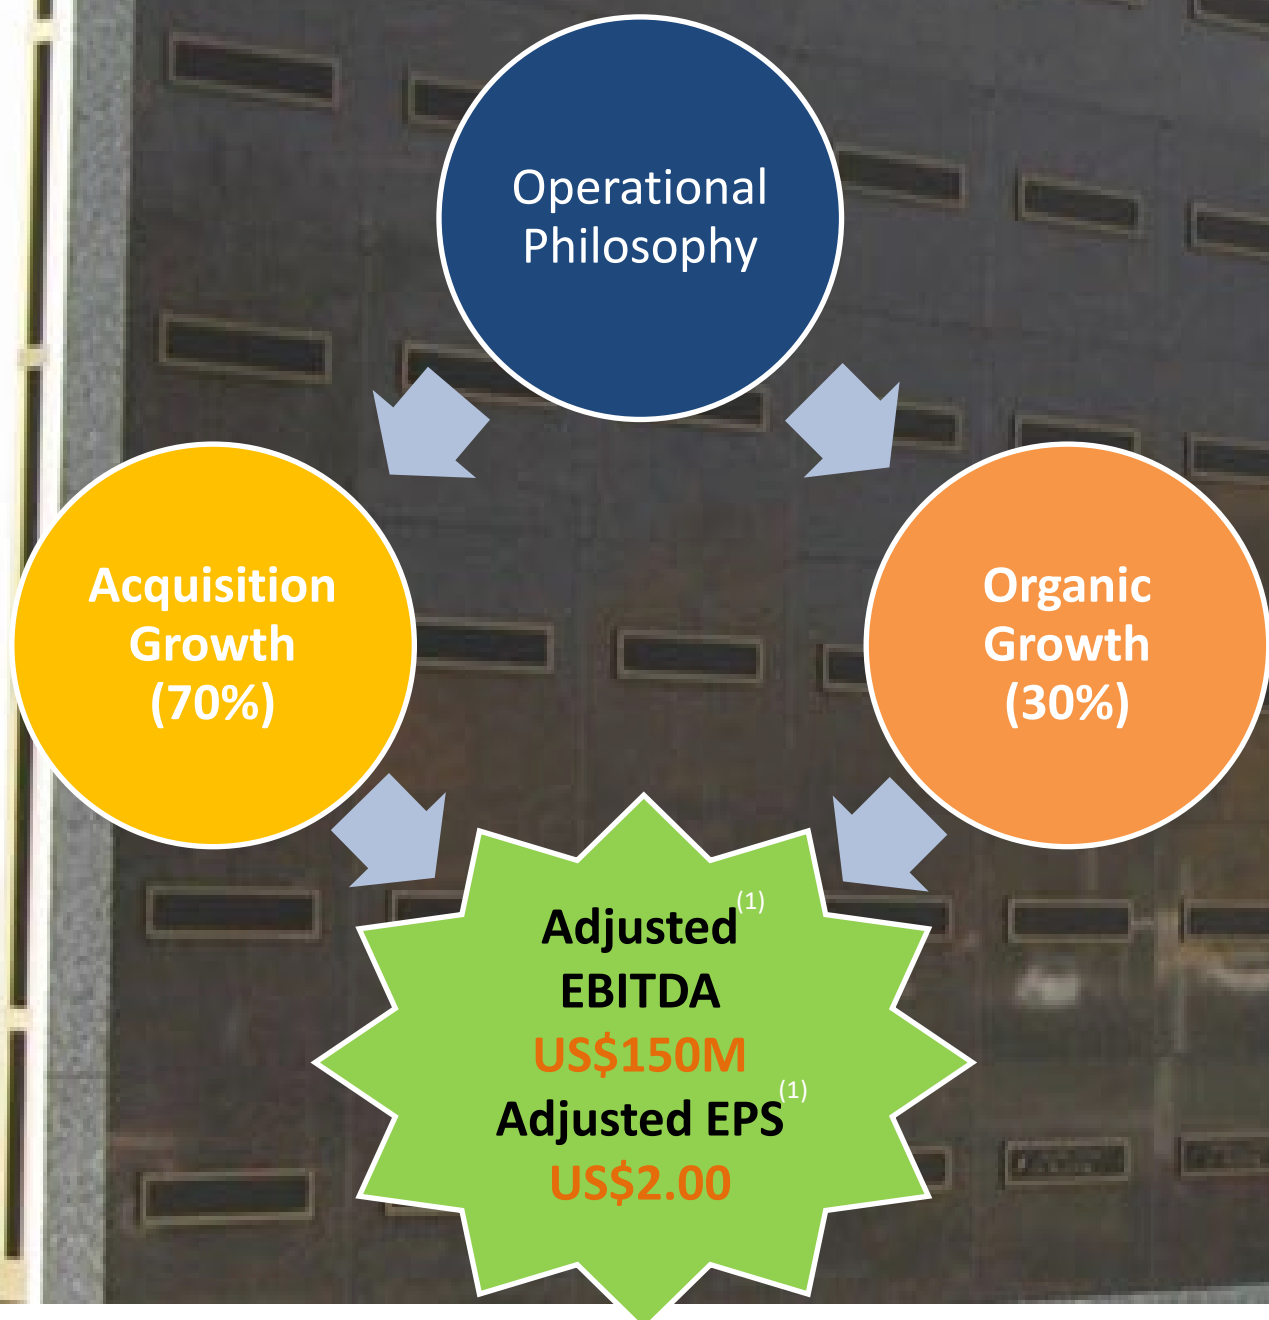 Operational
Philosophy
Acquisition
Growth
(70%)
Organic
Growth
(30%)
Adjusted(1)
EBITDA
US$150M
Adjusted EPS(1)
US$2.00